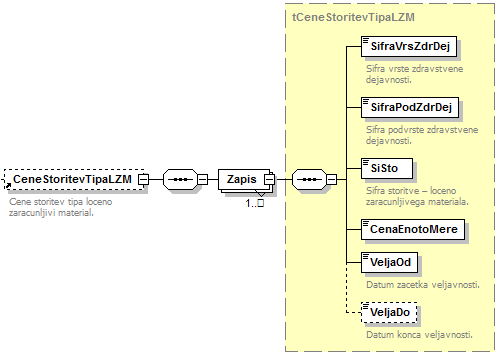 tCeneStoritevTipaLZM
SifraVrsZdrDej
Sifra vrste zdravstvene
dejavnosti.
SifraPodZdrDej
Sifra podvrste zdravstvene
dejavnosti.
CeneStoritevTipaLZM
Cene storitev tipa loceno
zaracunljivi material.
Zapis
1..
SiSto
Sifra storitve – loceno
zaracunljivega materiala.
CenaEnotoMere
VeljaOd
Datum zacetka veljavnosti.
VeljaDo
Datum konca veljavnosti.